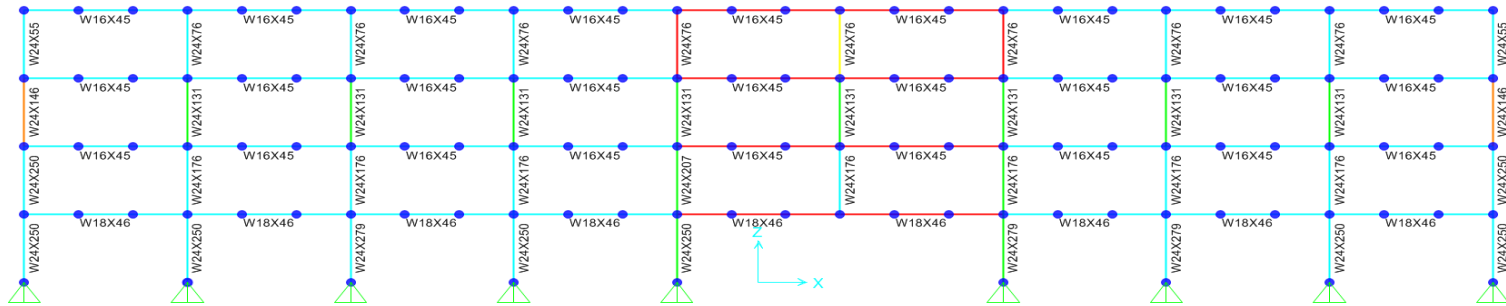 W16X45 W16X45 W16X45 W16X45 W16X45 W16X45 W16X45 W16X45 W16X45
W24X55 W24X76 W24X76 W24X76 W24X76 W24X76 W24X76 W24X76 W24X76 W24X55
W16X45 W16X45 W16X45 W16X45 W16X45 W16X45 W16X45 W16X45 W16X45
W24X146 W24X131 W24X131 W24X131 W24X131 W24X131 W24X131 W24X131 W24X131 W24X146
W16X45 W16X45 W16X45 W16X45 W16X45 W16X45 W16X45 W16X45 W16X45
W24X250 W24X176 W24X176 W24X176 W24X207 W24X176 W24X176 W24X176 W24X176 W24X250
W18X46 W18X46 W18X46 W18X46 W18X46 W18X46 W18X46 W18X46 W18X46
W24X250 W24X250 W24X279 W24X250 W24X250 W24X279 W24X279 W24X250 W24X250
Z
X